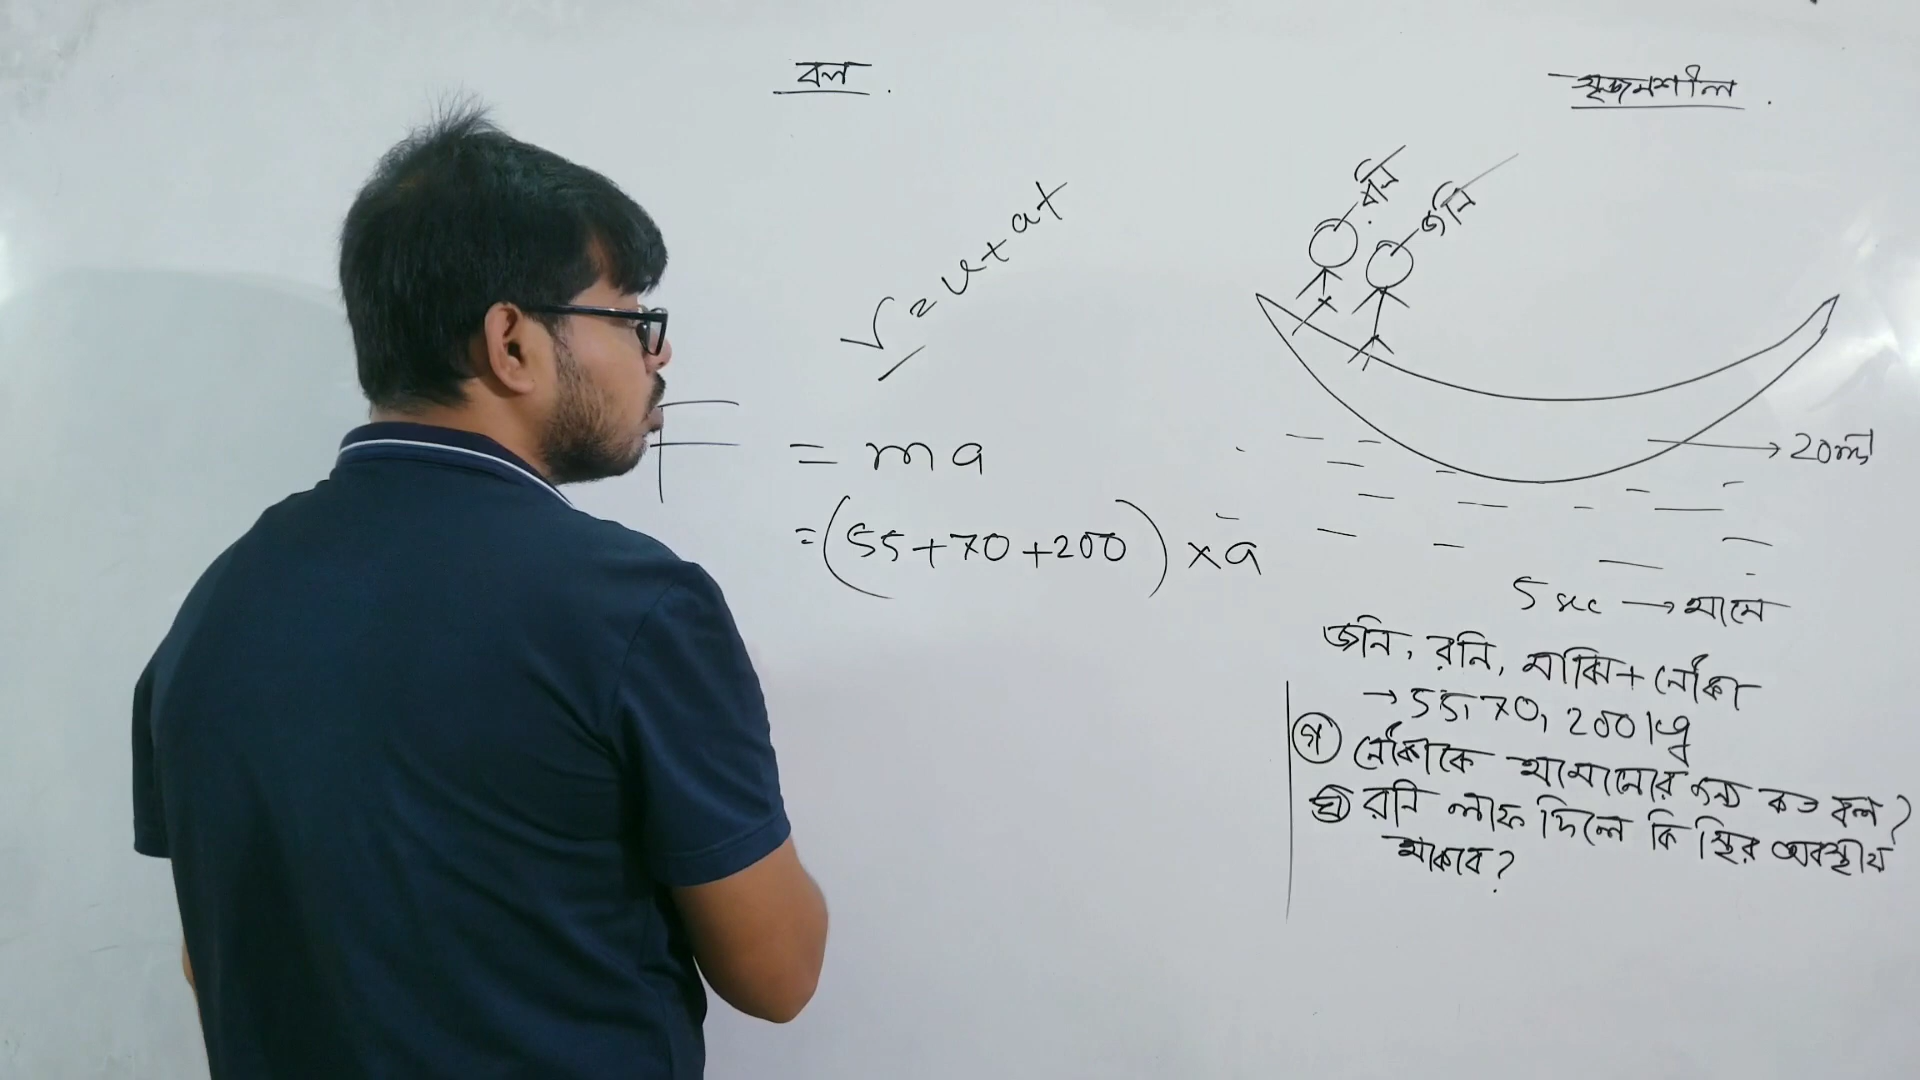 বল
সৃজনশীল
রনি
জনি
v = u + at
F = ma
= (55+70+200) × a
→ 20 m/s
5 sec → থামে
জনি, রনি, মাঝি + নৌকা
→ 55, 70, 200 kg
গ নৌকাকে থামানোর জন্য কত বল?
ঘ রনি লাফ দিলে কি স্থির অবস্থায়
থাকবে?